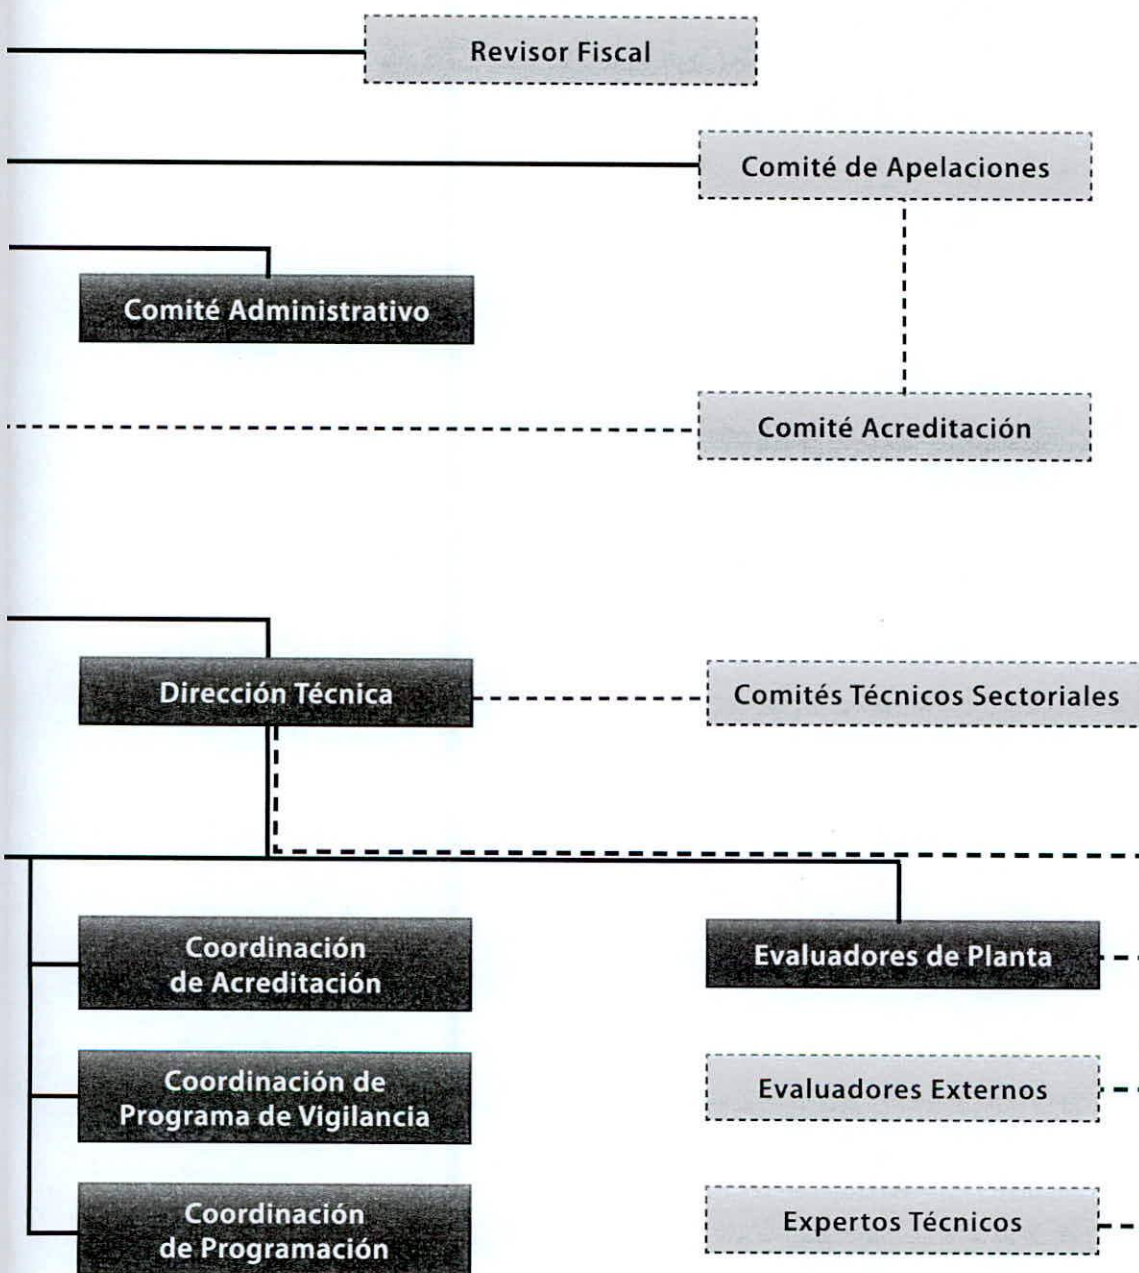 Revisor Fiscal
Comité de Apelaciones
Comité Administrativo
Comité Acreditación
Dirección Técnica
Comités Técnicos Sectoriales
Coordinación
de Acreditación
Evaluadores de Planta
Coordinación de
Programa de Vigilancia
Evaluadores Externos
Coordinación
de Programación
Expertos Técnicos